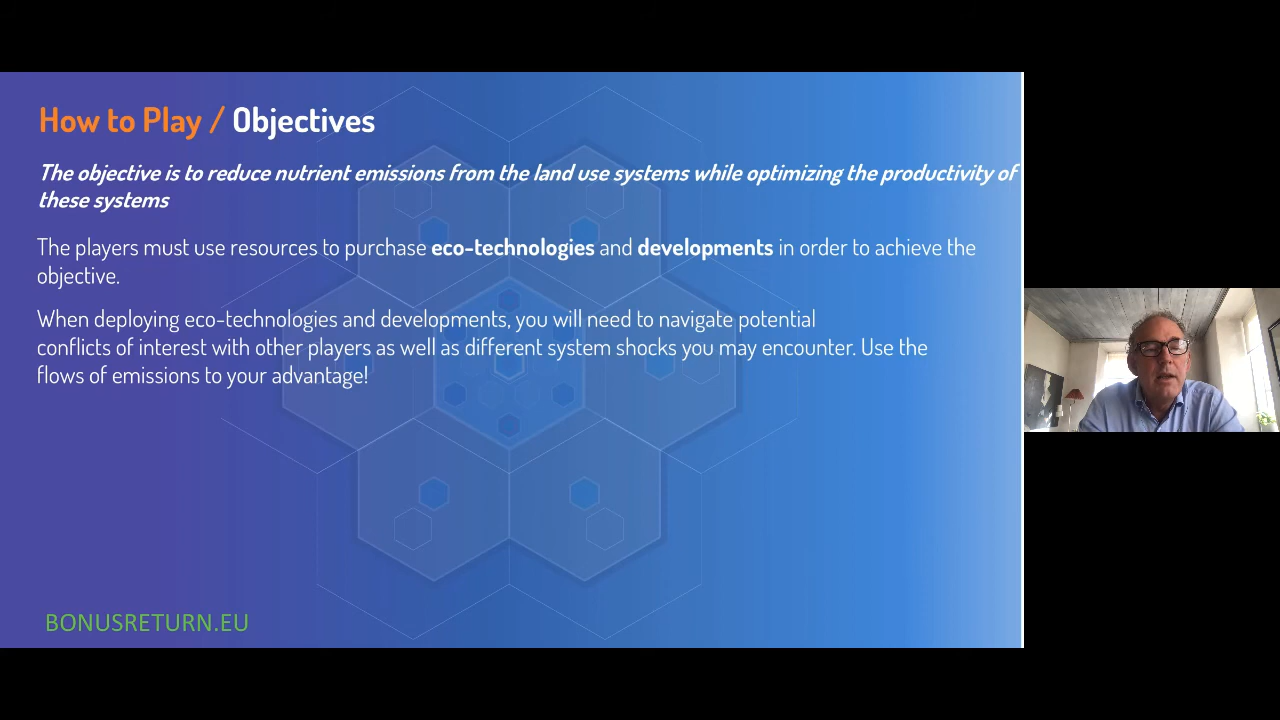 How to Play / Objectives
The objective is to reduce nutrient emissions from the land use systems while optimizing the productivity of
these systems
The players must use resources to purchase eco-technologies and developments in order to achieve the
objective.
When deploying eco-technologies and developments, you will need to navigate potential
conflicts of interest with other players as well as different system shocks you may encounter. Use the
flows of emissions to your advantage!
BONUSRETURN.EU